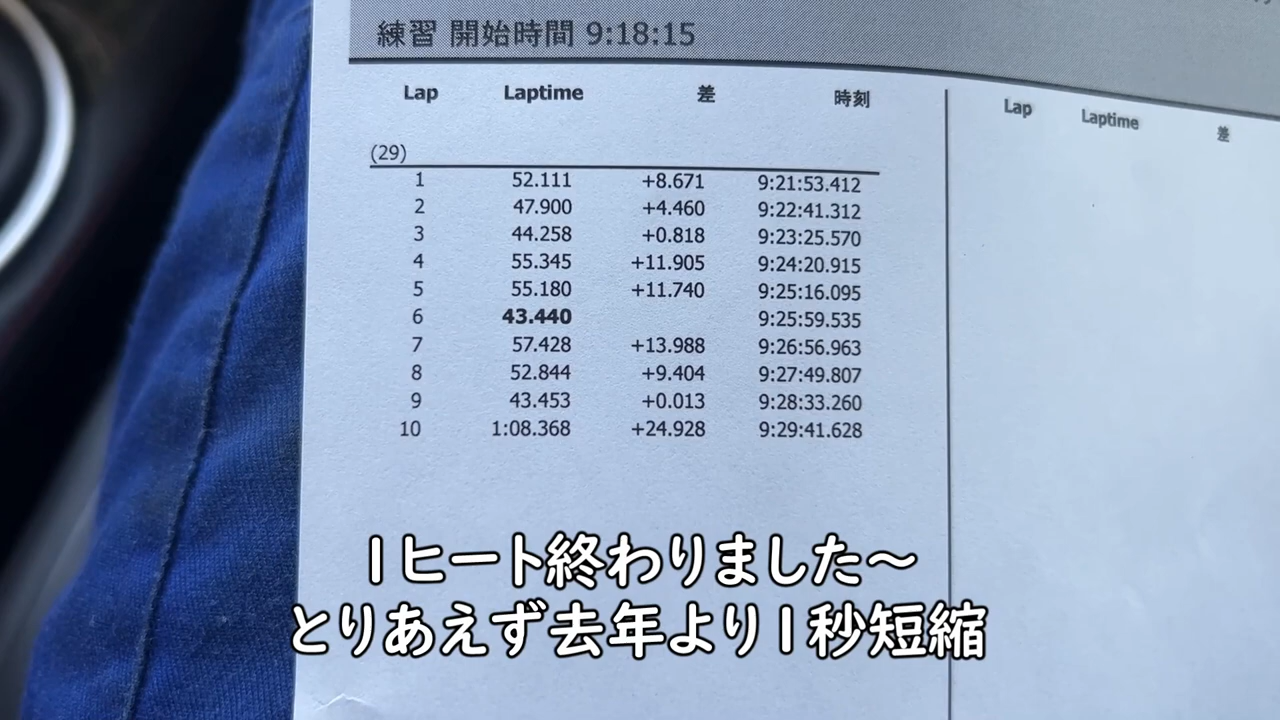 練習 開始時間 9:18:15
Lap Laptime 差 時刻 Lap Laptime 差
(29)
1 52.111 +8.671 9:21:53.412
2 47.900 +4.460 9:22:41.312
3 44.258 +0.818 9:23:25.570
4 55.345 +11.905 9:24:20.915
5 55.180 +11.740 9:25:16.095
6 43.440 9:25:59.535
7 57.428 +13.988 9:26:56.963
8 52.844 +9.404 9:27:49.807
9 43.453 +0.013 9:28:33.260
10 1:08.368 +24.928 9:29:41.628
1ヒート終わりました～
とりあえず去年より1秒短縮